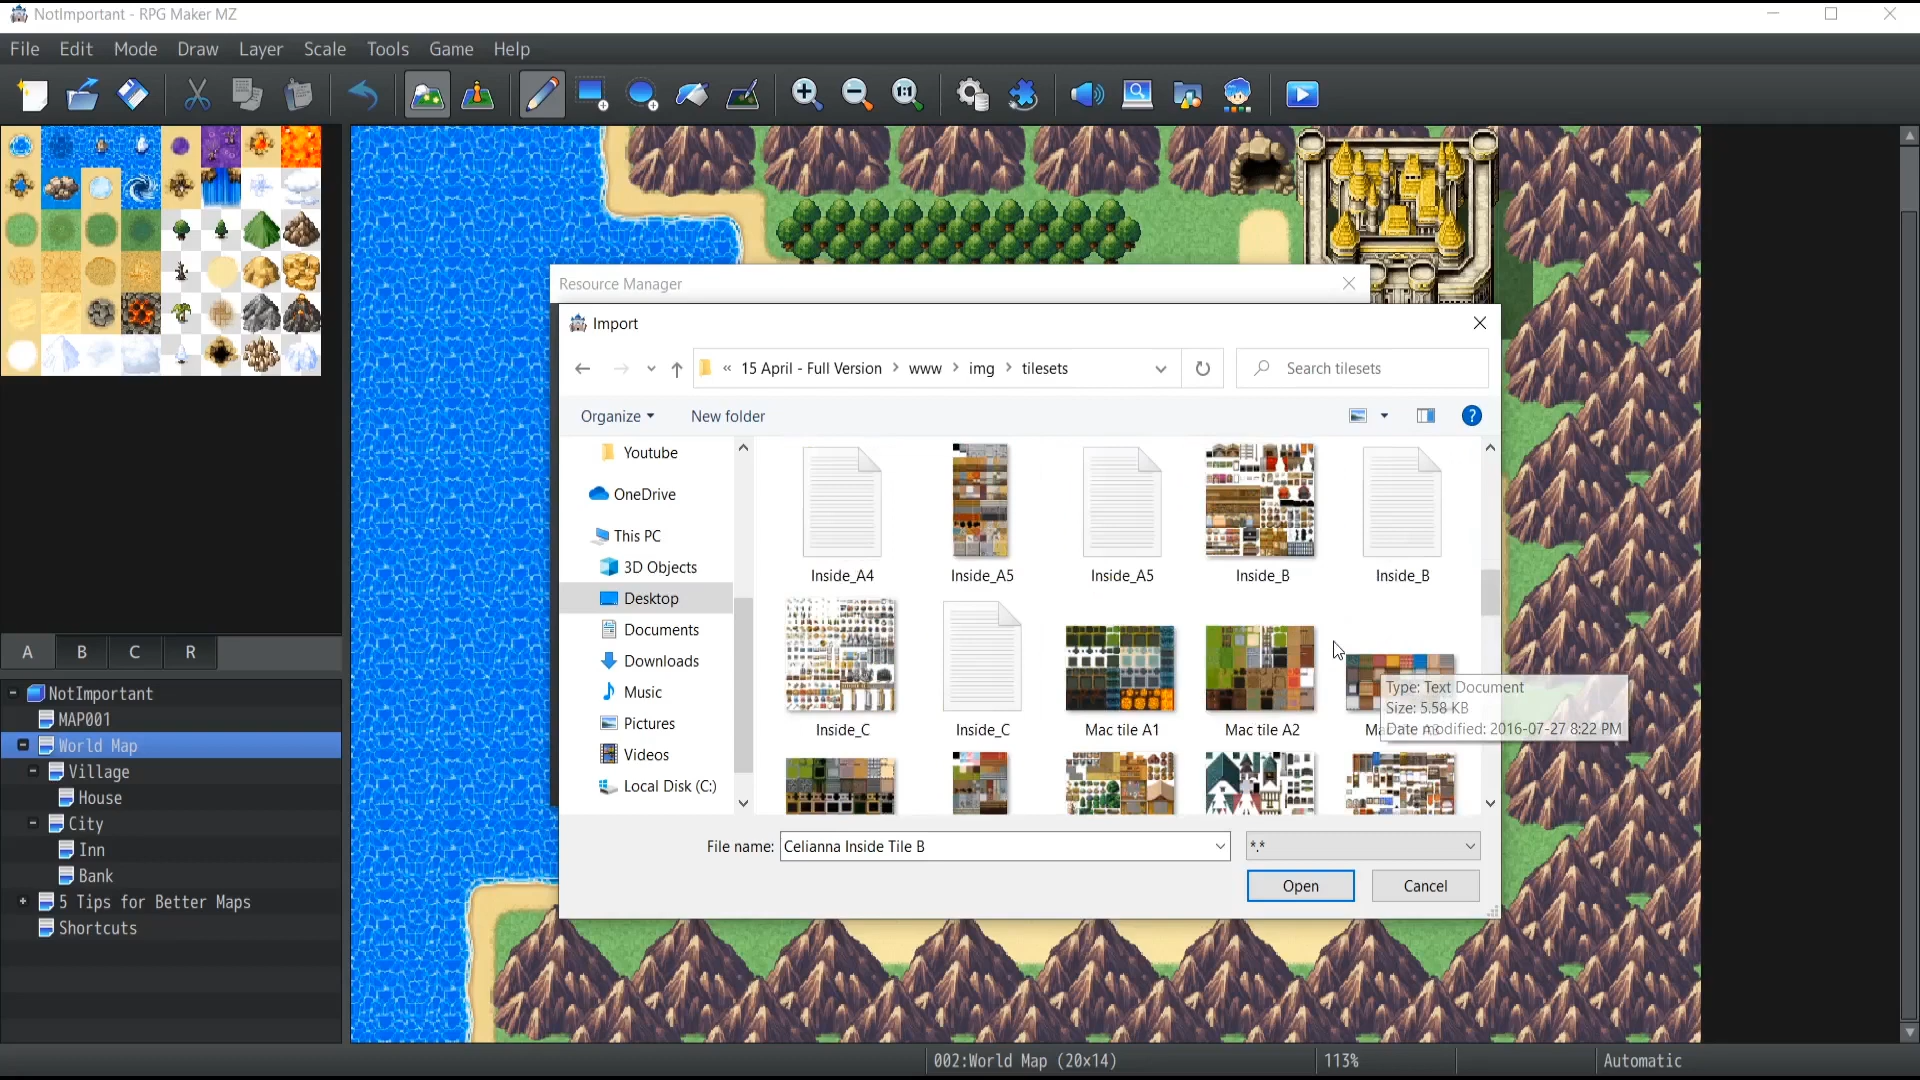 NotImportant - RPG Maker MZ
File Edit Mode Draw Layer Scale Tools Game Help
1:1
Resource Manager
Import
« 15 April - Full Version > www > img > tilesets
Search tilesets
Organize
New folder
?
Youtube
OneDrive
This PC
3D Objects
Desktop
Documents
Downloads
Music
Pictures
Videos
Local Disk (C:)
Inside_A4
Inside_A5
Inside_A5
Inside_B
Inside_B
Inside_C
Inside_C
Mac tile A1
Mac tile A2
Type: Text Document
Size: 5.58 KB
Date modified: 2016-07-27 8:22 PM
File name: Celianna Inside Tile B
*.*
Open
Cancel
A B C R
NotImportant
MAP001
World Map
Village
House
City
Inn
Bank
5 Tips for Better Maps
Shortcuts
002:World Map (20×14)
113%
Automatic